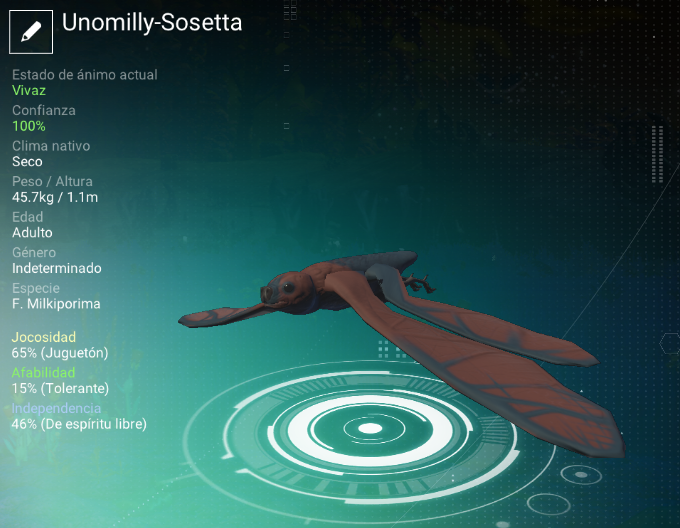 Unomilly-Sosetta
Estado de ánimo actual
Vivaz
Confianza
100%
Clima nativo
Seco
Peso / Altura
45.7kg / 1.1m
Edad
Adulto
Género
Indeterminado
Especie
F. Milkiporima
Jocosidad
65% (Juguetón)
Afabilidad
15% (Tolerante)
Independencia
46% (De espíritu libre)